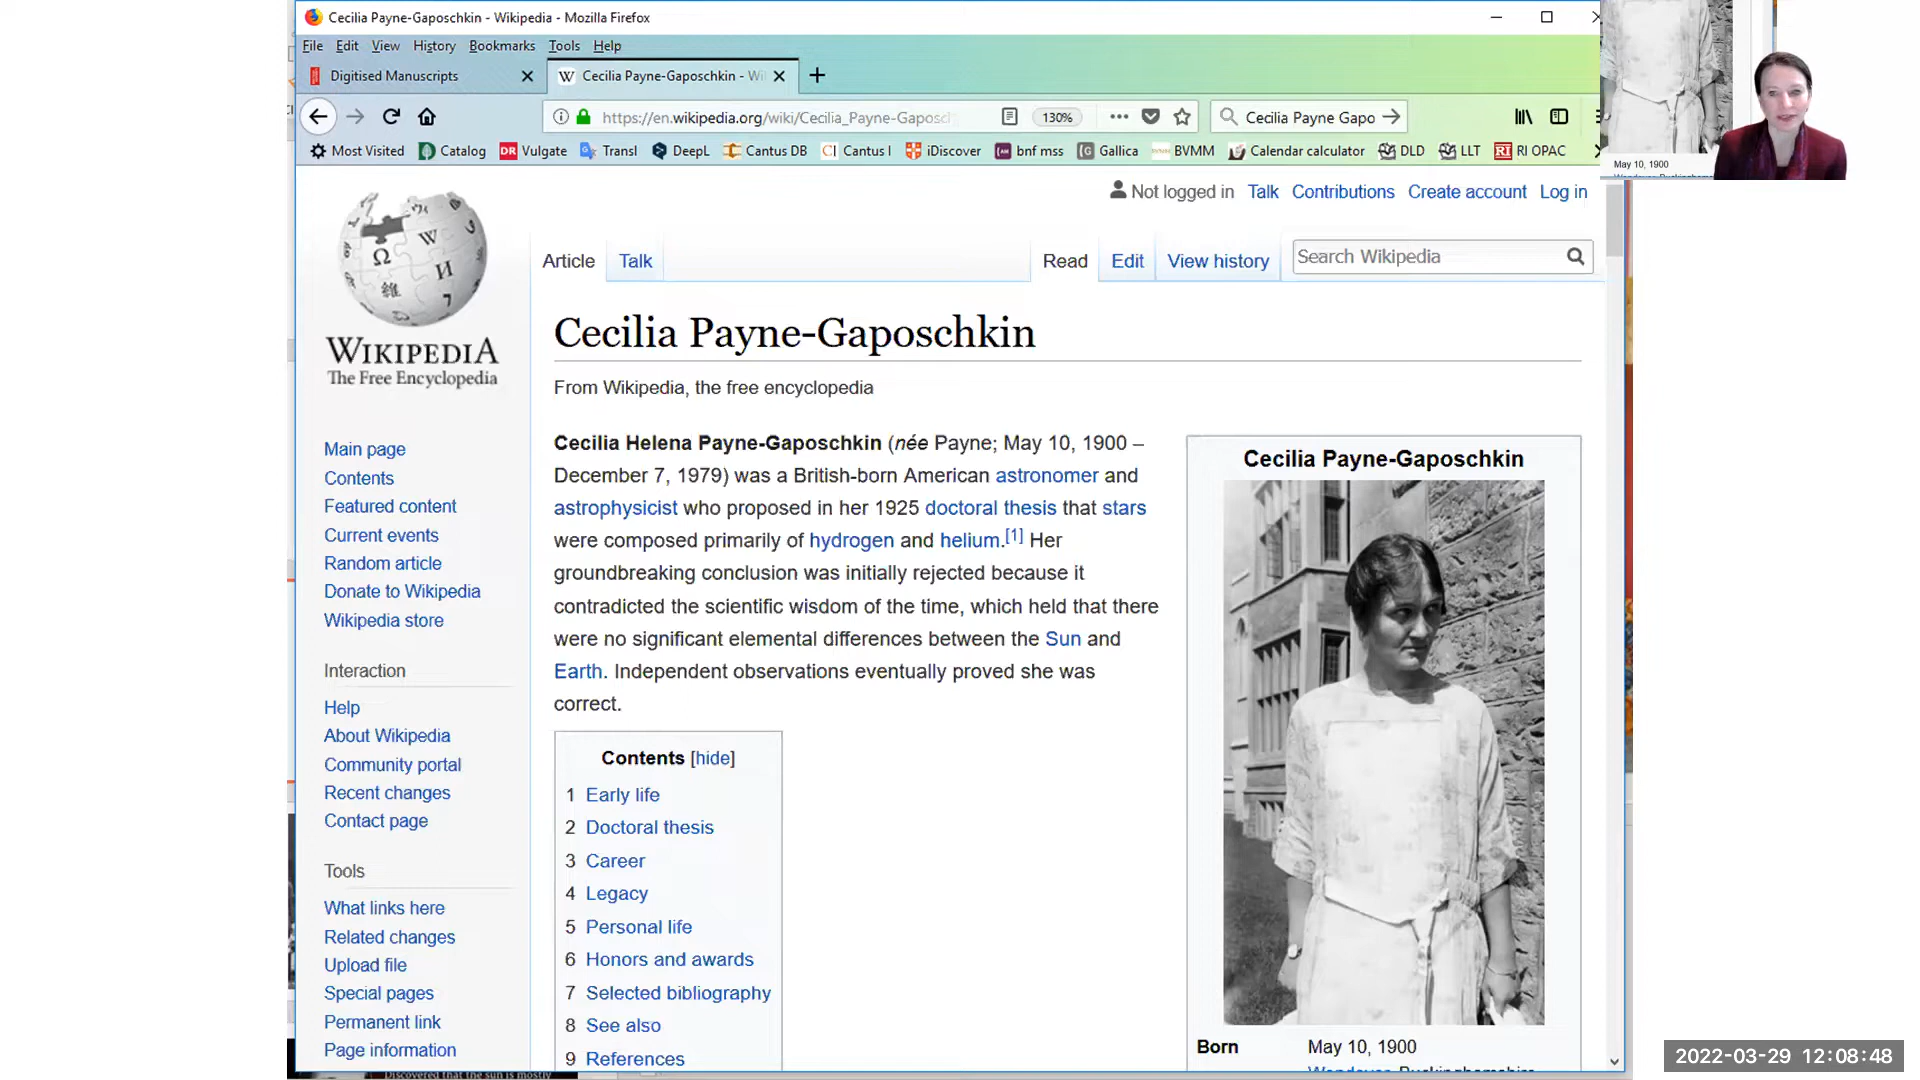 Cecilia Payne-Gaposchkin - Wikipedia - Mozilla Firefox
File Edit View History Bookmarks Tools Help
Digitised Manuscripts
Cecilia Payne-Gaposchkin - Wi
https://en.wikipedia.org/wiki/Cecilia_Payne-Gaposc
130%
Cecilia Payne Gapo
Most Visited Catalog DR Vulgate Transl DeepL Cantus DB CI Cantus I iDiscover bnf mss Gallica BVMM Calendar calculator DLD LLT RI RI OPAC
May 10, 1900
Not logged in Talk Contributions Create account Log in
WIKIPEDIA
The Free Encyclopedia
Article Talk Read Edit View history Search Wikipedia
Cecilia Payne-Gaposchkin
From Wikipedia, the free encyclopedia
Main page
Contents
Featured content
Current events
Random article
Donate to Wikipedia
Wikipedia store
Interaction
Help
About Wikipedia
Community portal
Recent changes
Contact page
Tools
What links here
Related changes
Upload file
Special pages
Permanent link
Page information
Cecilia Helena Payne-Gaposchkin (née Payne; May 10, 1900 –
December 7, 1979) was a British-born American astronomer and
astrophysicist who proposed in her 1925 doctoral thesis that stars
were composed primarily of hydrogen and helium.[1] Her
groundbreaking conclusion was initially rejected because it
contradicted the scientific wisdom of the time, which held that there
were no significant elemental differences between the Sun and
Earth. Independent observations eventually proved she was
correct.
Contents [hide]
1 Early life
2 Doctoral thesis
3 Career
4 Legacy
5 Personal life
6 Honors and awards
7 Selected bibliography
8 See also
9 References
Cecilia Payne-Gaposchkin
Born May 10, 1900
Wendover, Buckinghamshire
Discovered that the sun is mostly
2022-03-29 12:08:48